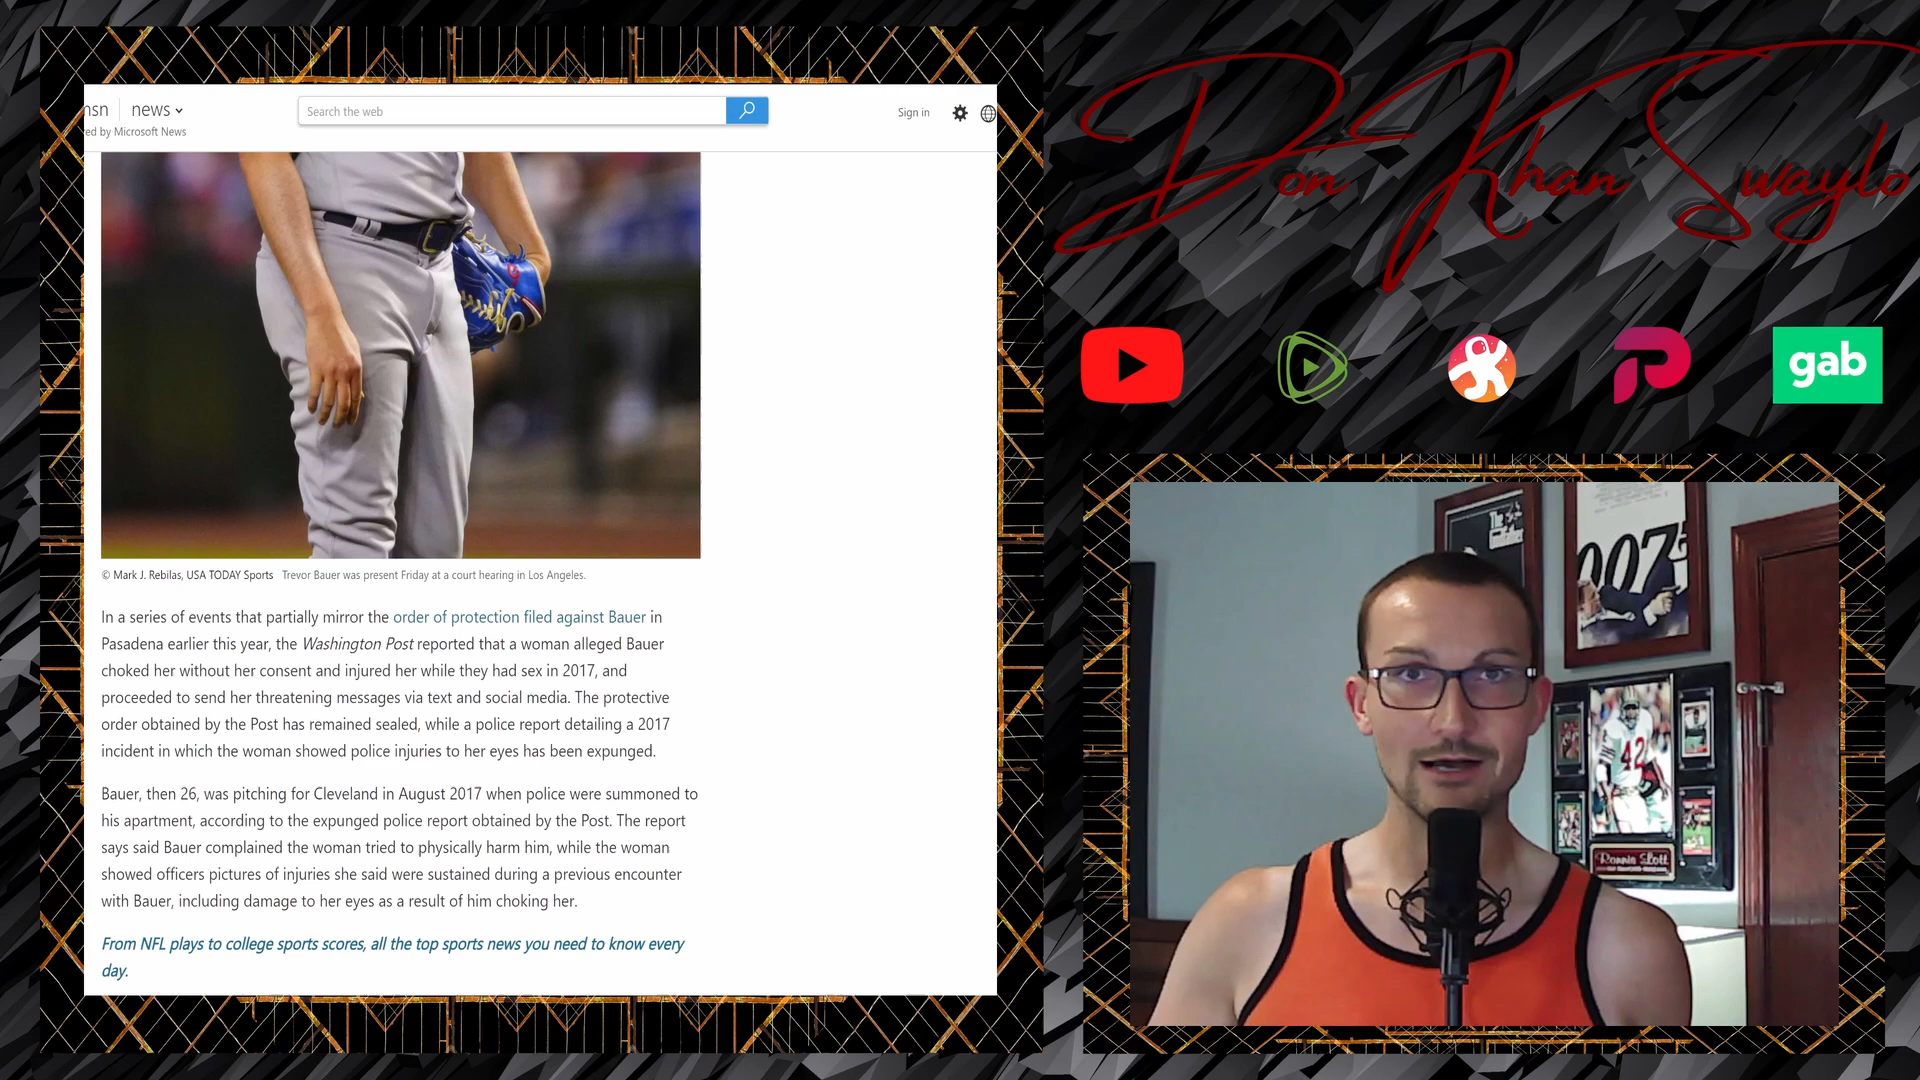 msn news
ed by Microsoft News
Search the web
Sign in
© Mark J. Rebilas, USA TODAY Sports Trevor Bauer was present Friday at a court hearing in Los Angeles.
In a series of events that partially mirror the order of protection filed against Bauer in
Pasadena earlier this year, the Washington Post reported that a woman alleged Bauer
choked her without her consent and injured her while they had sex in 2017, and
proceeded to send her threatening messages via text and social media. The protective
order obtained by the Post has remained sealed, while a police report detailing a 2017
incident in which the woman showed police injuries to her eyes has been expunged.
Bauer, then 26, was pitching for Cleveland in August 2017 when police were summoned to
his apartment, according to the expunged police report obtained by the Post. The report
says said Bauer complained the woman tried to physically harm him, while the woman
showed officers pictures of injuries she said were sustained during a previous encounter
with Bauer, including damage to her eyes as a result of him choking her.
From NFL plays to college sports scores, all the top sports news you need to know every
day.
Don Khan Swaylo
gab
The
007
42
Ronnie Lott